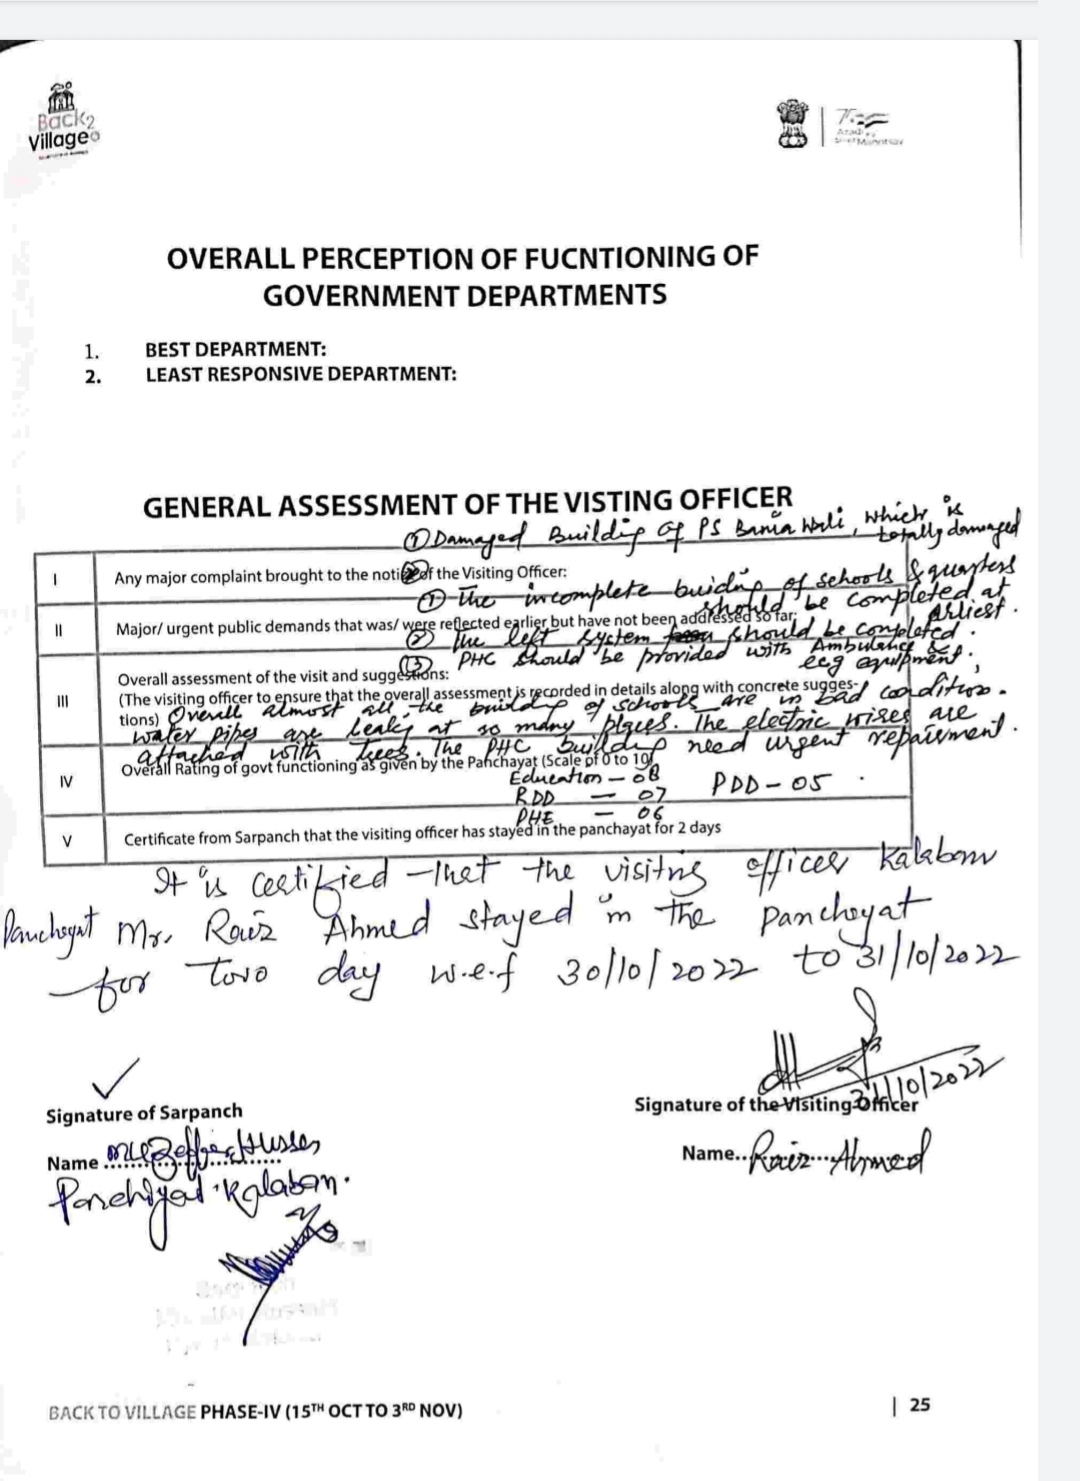 Back2
Village
OVERALL PERCEPTION OF FUCNTIONING OF
GOVERNMENT DEPARTMENTS
1. BEST DEPARTMENT:
2. LEAST RESPONSIVE DEPARTMENT:
GENERAL ASSESSMENT OF THE VISTING OFFICER
① Damaged Building of PS Bania Wali, which is
totally damaged
I Any major complaint brought to the notice of the Visiting Officer:
① The incomplete buiding of schools & quarters
should be completed at
arliest.
II Major/ urgent public demands that was/ were reflected earlier but have not been addressed so far:
② The left system should be completed.
③ PHC should be provided with Ambulance &
ecg equipment.
Overall assessment of the visit and suggestions:
III (The visiting officer to ensure that the overall assessment is recorded in details along with concrete sugges-
tions) Overall almost all the building of schools are in bad condition.
water pipes are leaky at so many places. The electric wires are
attached with trees. The PHC building need urgent repairment.
IV Overall Rating of govt functioning as given by the Panchayat (Scale of 0 to 10)
Education - 08 PDD - 05
RDD - 07
PHE - 06
V Certificate from Sarpanch that the visiting officer has stayed in the panchayat for 2 days
It is certified that the visiting officer Kalaban
Panchayat Mr. Raiz Ahmed stayed in the panchayat
for two day w.e.f 30/10/2022 to 31/10/2022
31/10/2022
Signature of Sarpanch Signature of the Visiting Officer
Name Name.. Raiz Ahmed
Panchiyat Kalaban.
BACK TO VILLAGE PHASE-IV (15TH OCT TO 3RD NOV) | 25